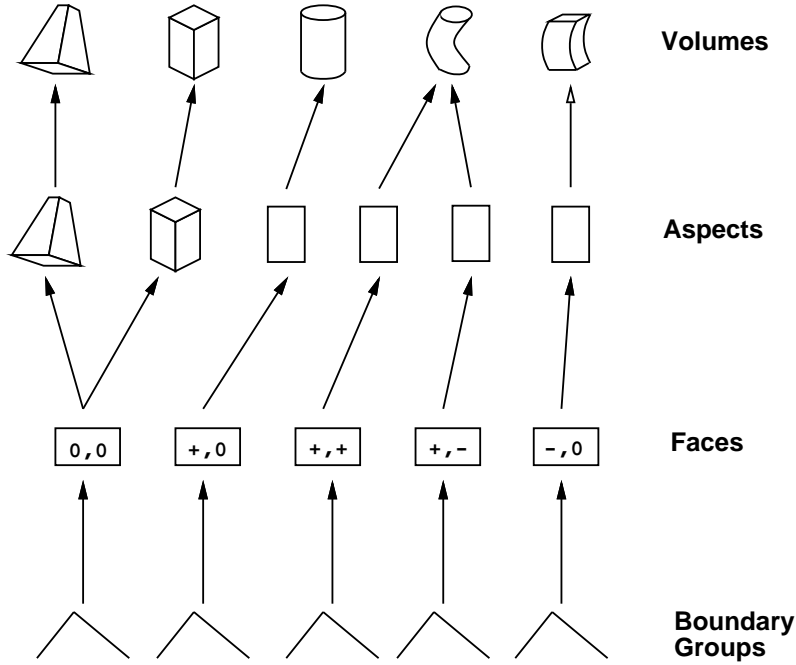 Volumes
Aspects
0,0 +,0 +,+ +,- -,0
Faces
Boundary
Groups